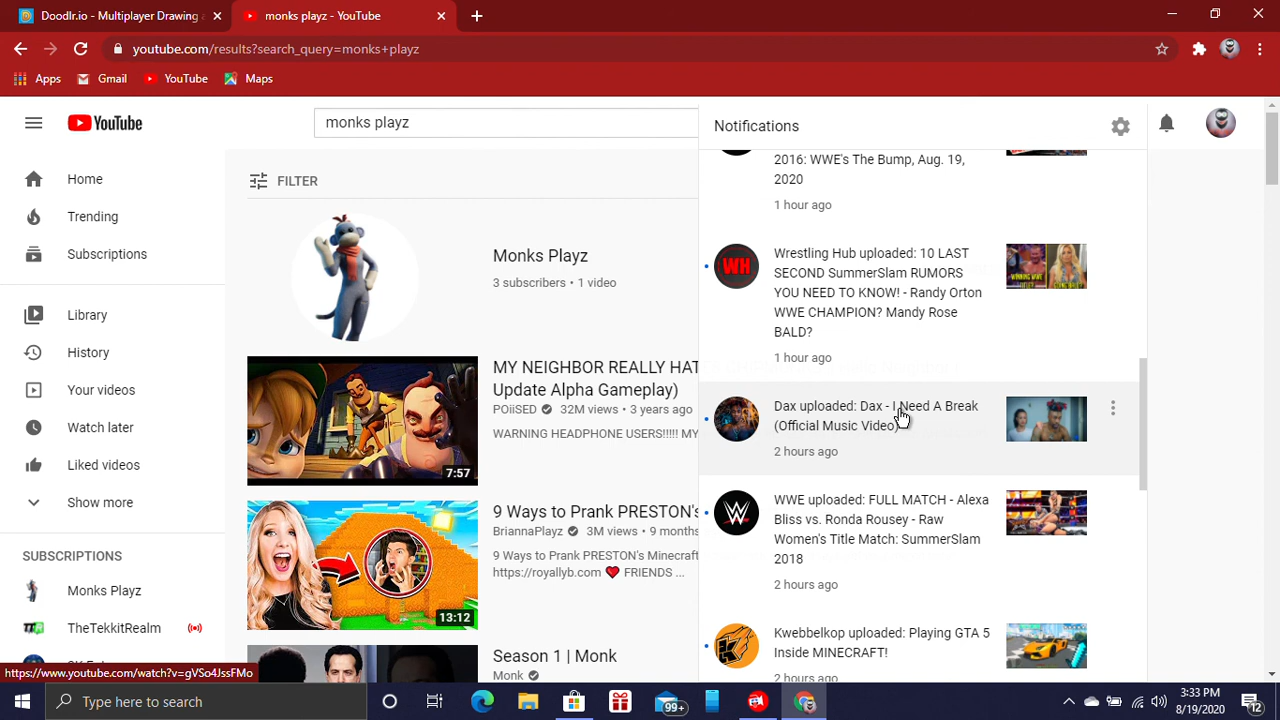 Doodlr.io - Multiplayer Drawing
monks playz - YouTube
youtube.com/results?search_query=monks+playz
Apps
Gmail
YouTube
Maps
YouTube
monks playz
Notifications
Home
Trending
Subscriptions
Library
History
Your videos
Watch later
Liked videos
Show more
SUBSCRIPTIONS
Monks Playz
TheTekkitRealm
FILTER
Monks Playz
3 subscribers • 1 video
MY NEIGHBOR REALLY HAT
Update Alpha Gameplay)
POiiSED 32M views • 3 years ago
WARNING HEADPHONE USERS!!!!! MY
7:57
9 Ways to Prank PRESTON's
BriannaPlayz 3M views • 9 months
9 Ways to Prank PRESTON's Minecraft
https://royallyb.com ❤ FRIENDS ...
13:12
Season 1 | Monk
Monk
2016: WWE's The Bump, Aug. 19,
2020
1 hour ago
WH
Wrestling Hub uploaded: 10 LAST
SECOND SummerSlam RUMORS
YOU NEED TO KNOW! - Randy Orton
WWE CHAMPION? Mandy Rose
BALD?
1 hour ago
Dax uploaded: Dax - I Need A Break
(Official Music Video)
2 hours ago
WWE uploaded: FULL MATCH - Alexa
Bliss vs. Ronda Rousey - Raw
Women's Title Match: SummerSlam
2018
2 hours ago
Kwebbelkop uploaded: Playing GTA 5
Inside MINECRAFT!
2 hours ago
https://www.youtube.com/watch?v=gVSo4JssFMo
Type here to search
99+
3:33 PM
8/19/2020
12